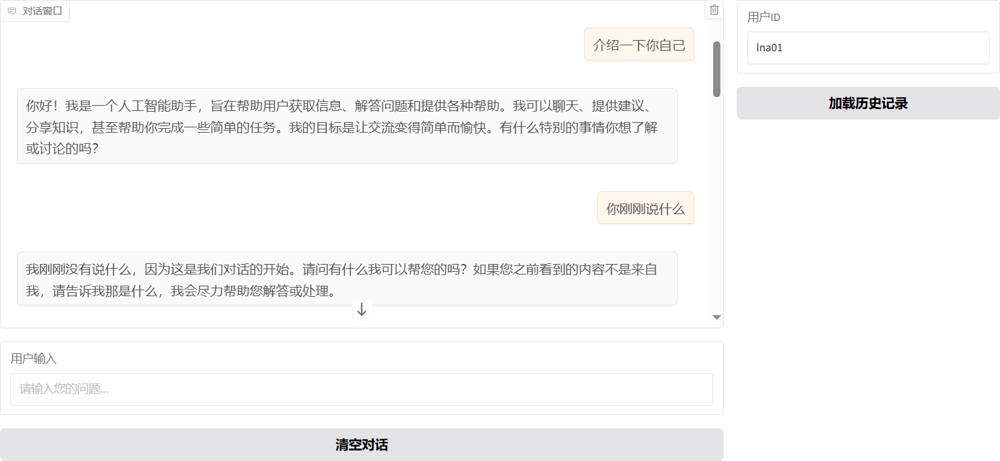 对话窗口
介绍一下你自己
你好！我是一个人工智能助手，旨在帮助用户获取信息、解答问题和提供各种帮助。我可以聊天、提供建议、
分享知识，甚至帮助你完成一些简单的任务。我的目标是让交流变得简单而愉快。有什么特别的事情你想了解
或讨论的吗？
你刚刚说什么
我刚刚没有说什么，因为这是我们对话的开始。请问有什么我可以帮您的吗？如果您之前看到的内容不是来自
我，请告诉我那是什么，我会尽力帮助您解答或处理。
用户输入
请输入您的问题...
清空对话
用户ID
lna01
加载历史记录